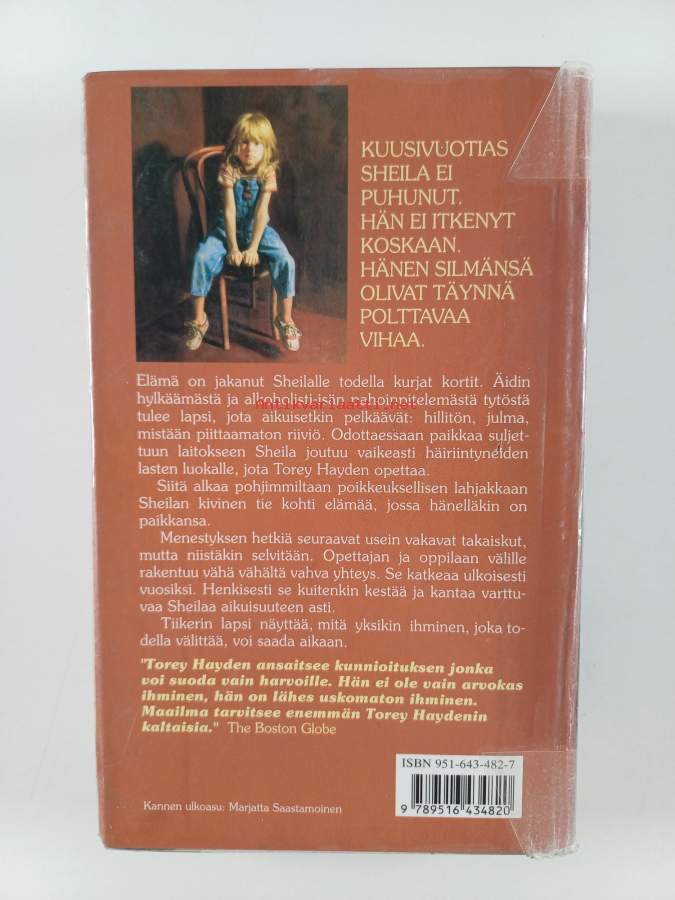 KUUSIVUOTIAS
SHEILA EI
PUHUNUT.
HÄN EI ITKENYT
KOSKAAN.
HÄNEN SILMÄNSÄ
OLIVAT TÄYNNÄ
POLTTAVAA
VIHAA.
Elämä on jakanut Sheilalle todella kurjat kortit. Äidin
hylkäämästä ja alkoholisti-isän pahoinpitelemästä tytöstä
Antikvariaatti.net
tulee lapsi, jota aikuisetkin pelkäävät: hillitön, julma,
mistään piittaamaton riiviö. Odottaessaan paikkaa suljet-
tuun laitokseen Sheila joutuu vaikeasti häiriintyneiden
lasten luokalle, jota Torey Hayden opettaa.
Siitä alkaa pohjimmiltaan poikkeuksellisen lahjakkaan
Sheilan kivinen tie kohti elämää, jossa hänelläkin on
paikkansa.
Menestyksen hetkiä seuraavat usein vakavat takaiskut,
mutta niistäkin selvitään. Opettajan ja oppilaan välille
rakentuu vähä vähältä vahva yhteys. Se katkeaa ulkoisesti
vuosiksi. Henkisesti se kuitenkin kestää ja kantaa varttu-
vaa Sheilaa aikuisuuteen asti.
Tiikerin lapsi näyttää, mitä yksikin ihminen, joka to-
della välittää, voi saada aikaan.
"Torey Hayden ansaitsee kunnioituksen jonka
voi suoda vain harvoille. Hän ei ole vain arvokas
ihminen, hän on lähes uskomaton ihminen.
Maailma tarvitsee enemmän Torey Haydenin
kaltaisia." The Boston Globe
ISBN 951-643-482-7
9 789516 434820
Kannen ulkoasu: Marjatta Saastamoinen